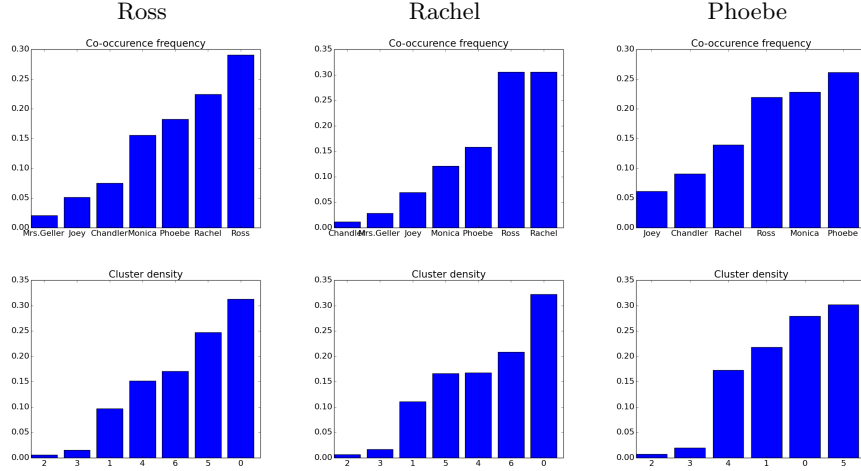 Ross Rachel Phoebe
Co-occurence frequency Co-occurence frequency Co-occurence frequency
0.30 0.35 0.30
0.25 0.30 0.25
0.20 0.25 0.20
0.15 0.20 0.15
0.10 0.15 0.10
0.05 0.10 0.05
0.00 0.05 0.00
0.00
Mrs.Geller Joey Chandler Monica Phoebe Rachel Ross Chandler Mrs.Geller Joey Monica Phoebe Ross Rachel Joey Chandler Rachel Ross Monica Phoebe
Cluster density Cluster density Cluster density
0.35 0.35 0.35
0.30 0.30 0.30
0.25 0.25 0.25
0.20 0.20 0.20
0.15 0.15 0.15
0.10 0.10 0.10
0.05 0.05 0.05
0.00 0.00 0.00
2 3 1 4 6 5 0 2 3 1 5 4 6 0 2 3 4 1 0 5